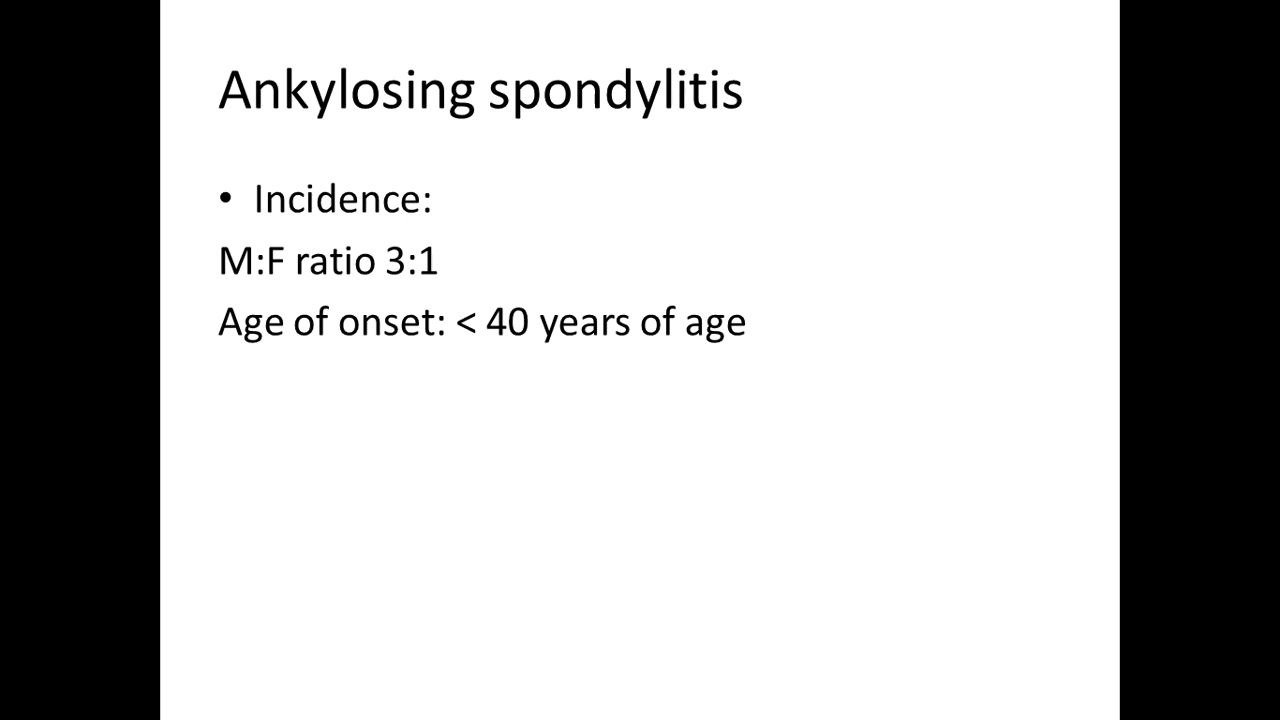 Ankylosing spondylitis
• Incidence:
M:F ratio 3:1
Age of onset: < 40 years of age